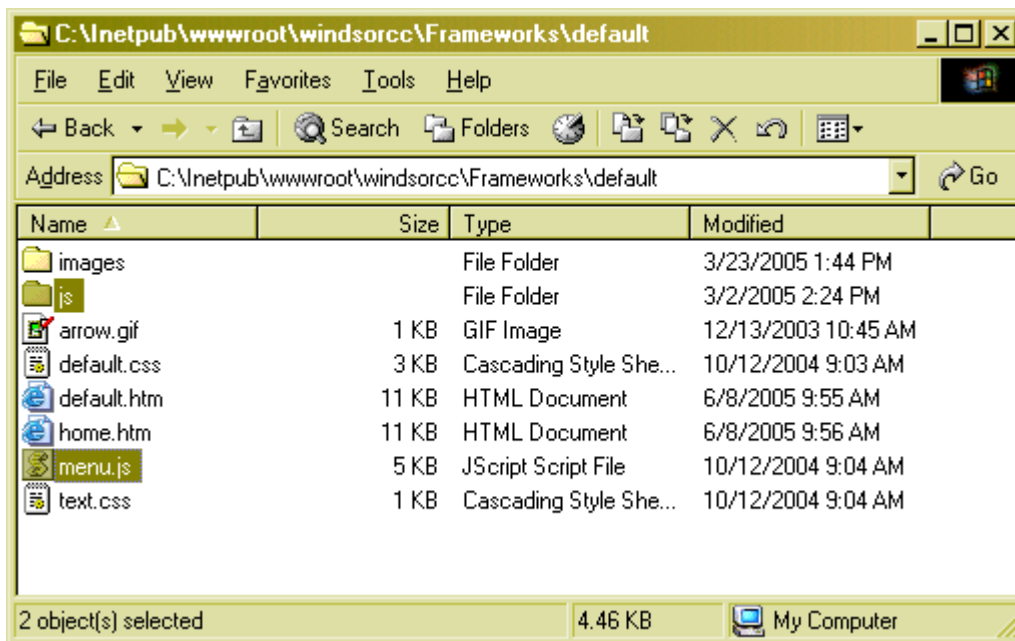 C:\Inetpub\wwwroot\windsorcc\Frameworks\default
File Edit View Favorites Tools Help
Back Search Folders
Address C:\Inetpub\wwwroot\windsorcc\Frameworks\default Go
Name Size Type Modified
images File Folder 3/23/2005 1:44 PM
js File Folder 3/2/2005 2:24 PM
arrow.gif 1 KB GIF Image 12/13/2003 10:45 AM
default.css 3 KB Cascading Style She... 10/12/2004 9:03 AM
default.htm 11 KB HTML Document 6/8/2005 9:55 AM
home.htm 11 KB HTML Document 6/8/2005 9:56 AM
menu.js 5 KB JScript Script File 10/12/2004 9:04 AM
text.css 1 KB Cascading Style She... 10/12/2004 9:04 AM
2 object(s) selected 4.46 KB My Computer